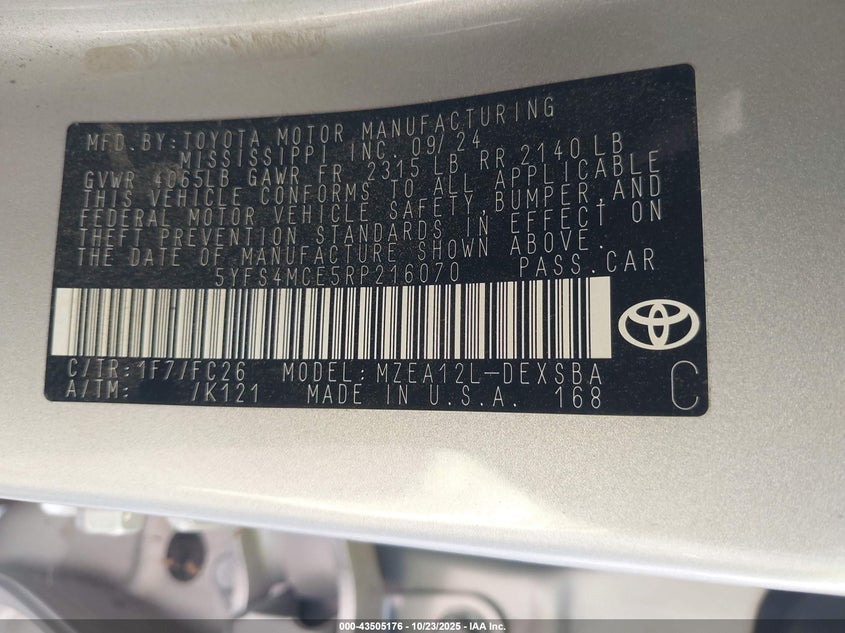 MFD.BY:TOYOTA MOTOR MANUFACTURING
MISSISSIPPI INC. 09/24
GVWR 4065LB GAWR FR 2315 LB RR 2140 LB
THIS VEHICLE CONFORMS TO ALL APPLICABLE
FEDERAL MOTOR VEHICLE SAFETY,BUMPER,AND
THEFT PREVENTION STANDARDS IN EFFECT ON
THE DATE OF MANUFACTURE SHOWN ABOVE.
5YFS4MCE5RP216070 PASS.CAR
C/TR:1F7/FC26 MODEL:MZEA12L-DEXSBA
A/TM: /K121 MADE IN U.S.A. 168 C
000-43505176 • 10/23/2025 • IAA Inc.